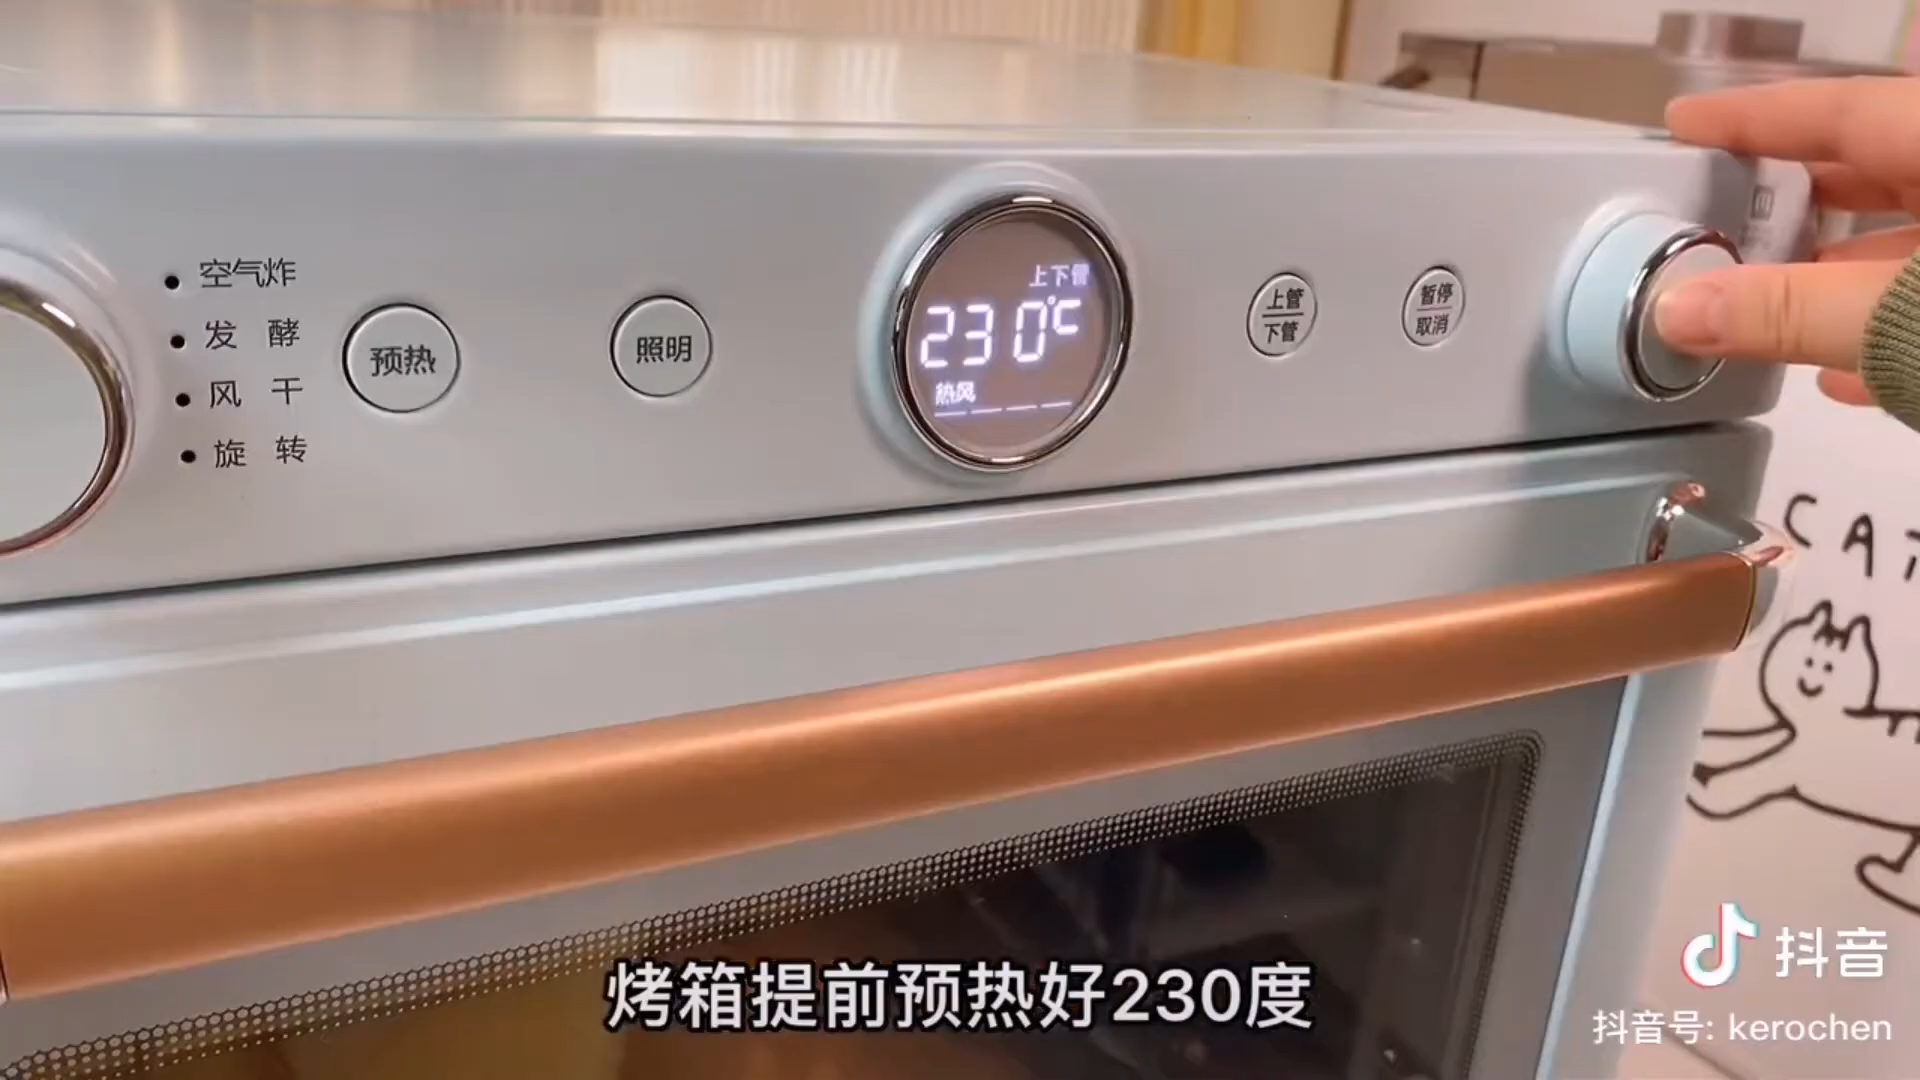 空气炸
发酵
风干
旋转
预热
照明
上下管
230℃
热风
上管
下管
暂停
取消
CAT
烤箱提前预热好230度
抖音
抖音号: kerochen